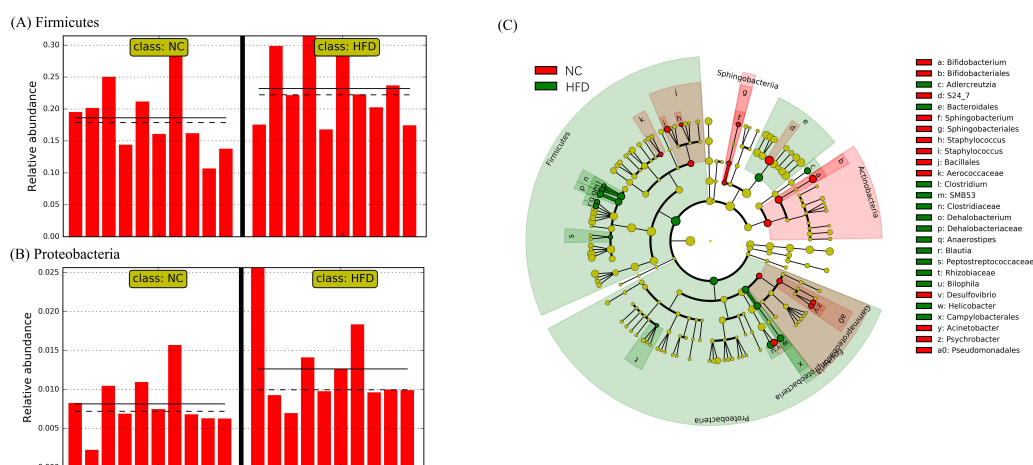 (A) Firmicutes
class: NC
class: HFD
Relative abundance
0.30
0.25
0.20
0.15
0.10
0.05
0.00
(B) Proteobacteria
class: NC
class: HFD
Relative abundance
0.025
0.020
0.015
0.010
0.005
(C)
NC
HFD
Sphingobacteriia
Firmicutes
Actinobacteria
Proteobacteria
g
j
k
h
f
e
d
b
c
a
p
n
s
r
w
x
a0
z
u
a: Bifidobacterium
b: Bifidobacteriales
c: Adlercreutzia
d: S24_7
e: Bacteroidales
f: Sphingobacterium
g: Sphingobacteriales
h: Staphylococcus
i: Staphylococcus
j: Bacillales
k: Aerococcaceae
l: Clostridium
m: SMB53
n: Clostridiaceae
o: Dehalobacterium
p: Dehalobacteriaceae
q: Anaerostipes
r: Blautia
s: Peptostreptococcaceae
t: Rhizobiaceae
u: Bilophila
v: Desulfovibrio
w: Helicobacter
x: Campylobacterales
y: Acinetobacter
z: Psychrobacter
a0: Pseudomonadales